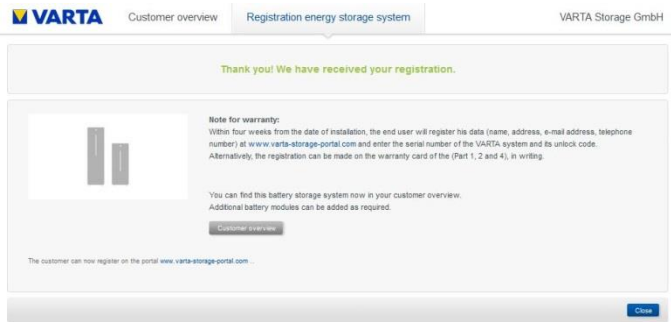 VARTA Customer overview Registration energy storage system VARTA Storage GmbH
Thank you! We have received your registration.
Note for warranty:
Within four weeks from the date of installation, the end user will register his data (name, address, e-mail address, telephone
number) at www.varta-storage-portal.com and enter the serial number of the VARTA system and its unlock code.
Alternatively, the registration can be made on the warranty card of the (Part 1, 2 and 4), in writing.
You can find this battery storage system now in your customer overview.
Additional battery modules can be added as required.
Customer overview
The customer can now register on the portal www.varta-storage-portal.com ..
Close